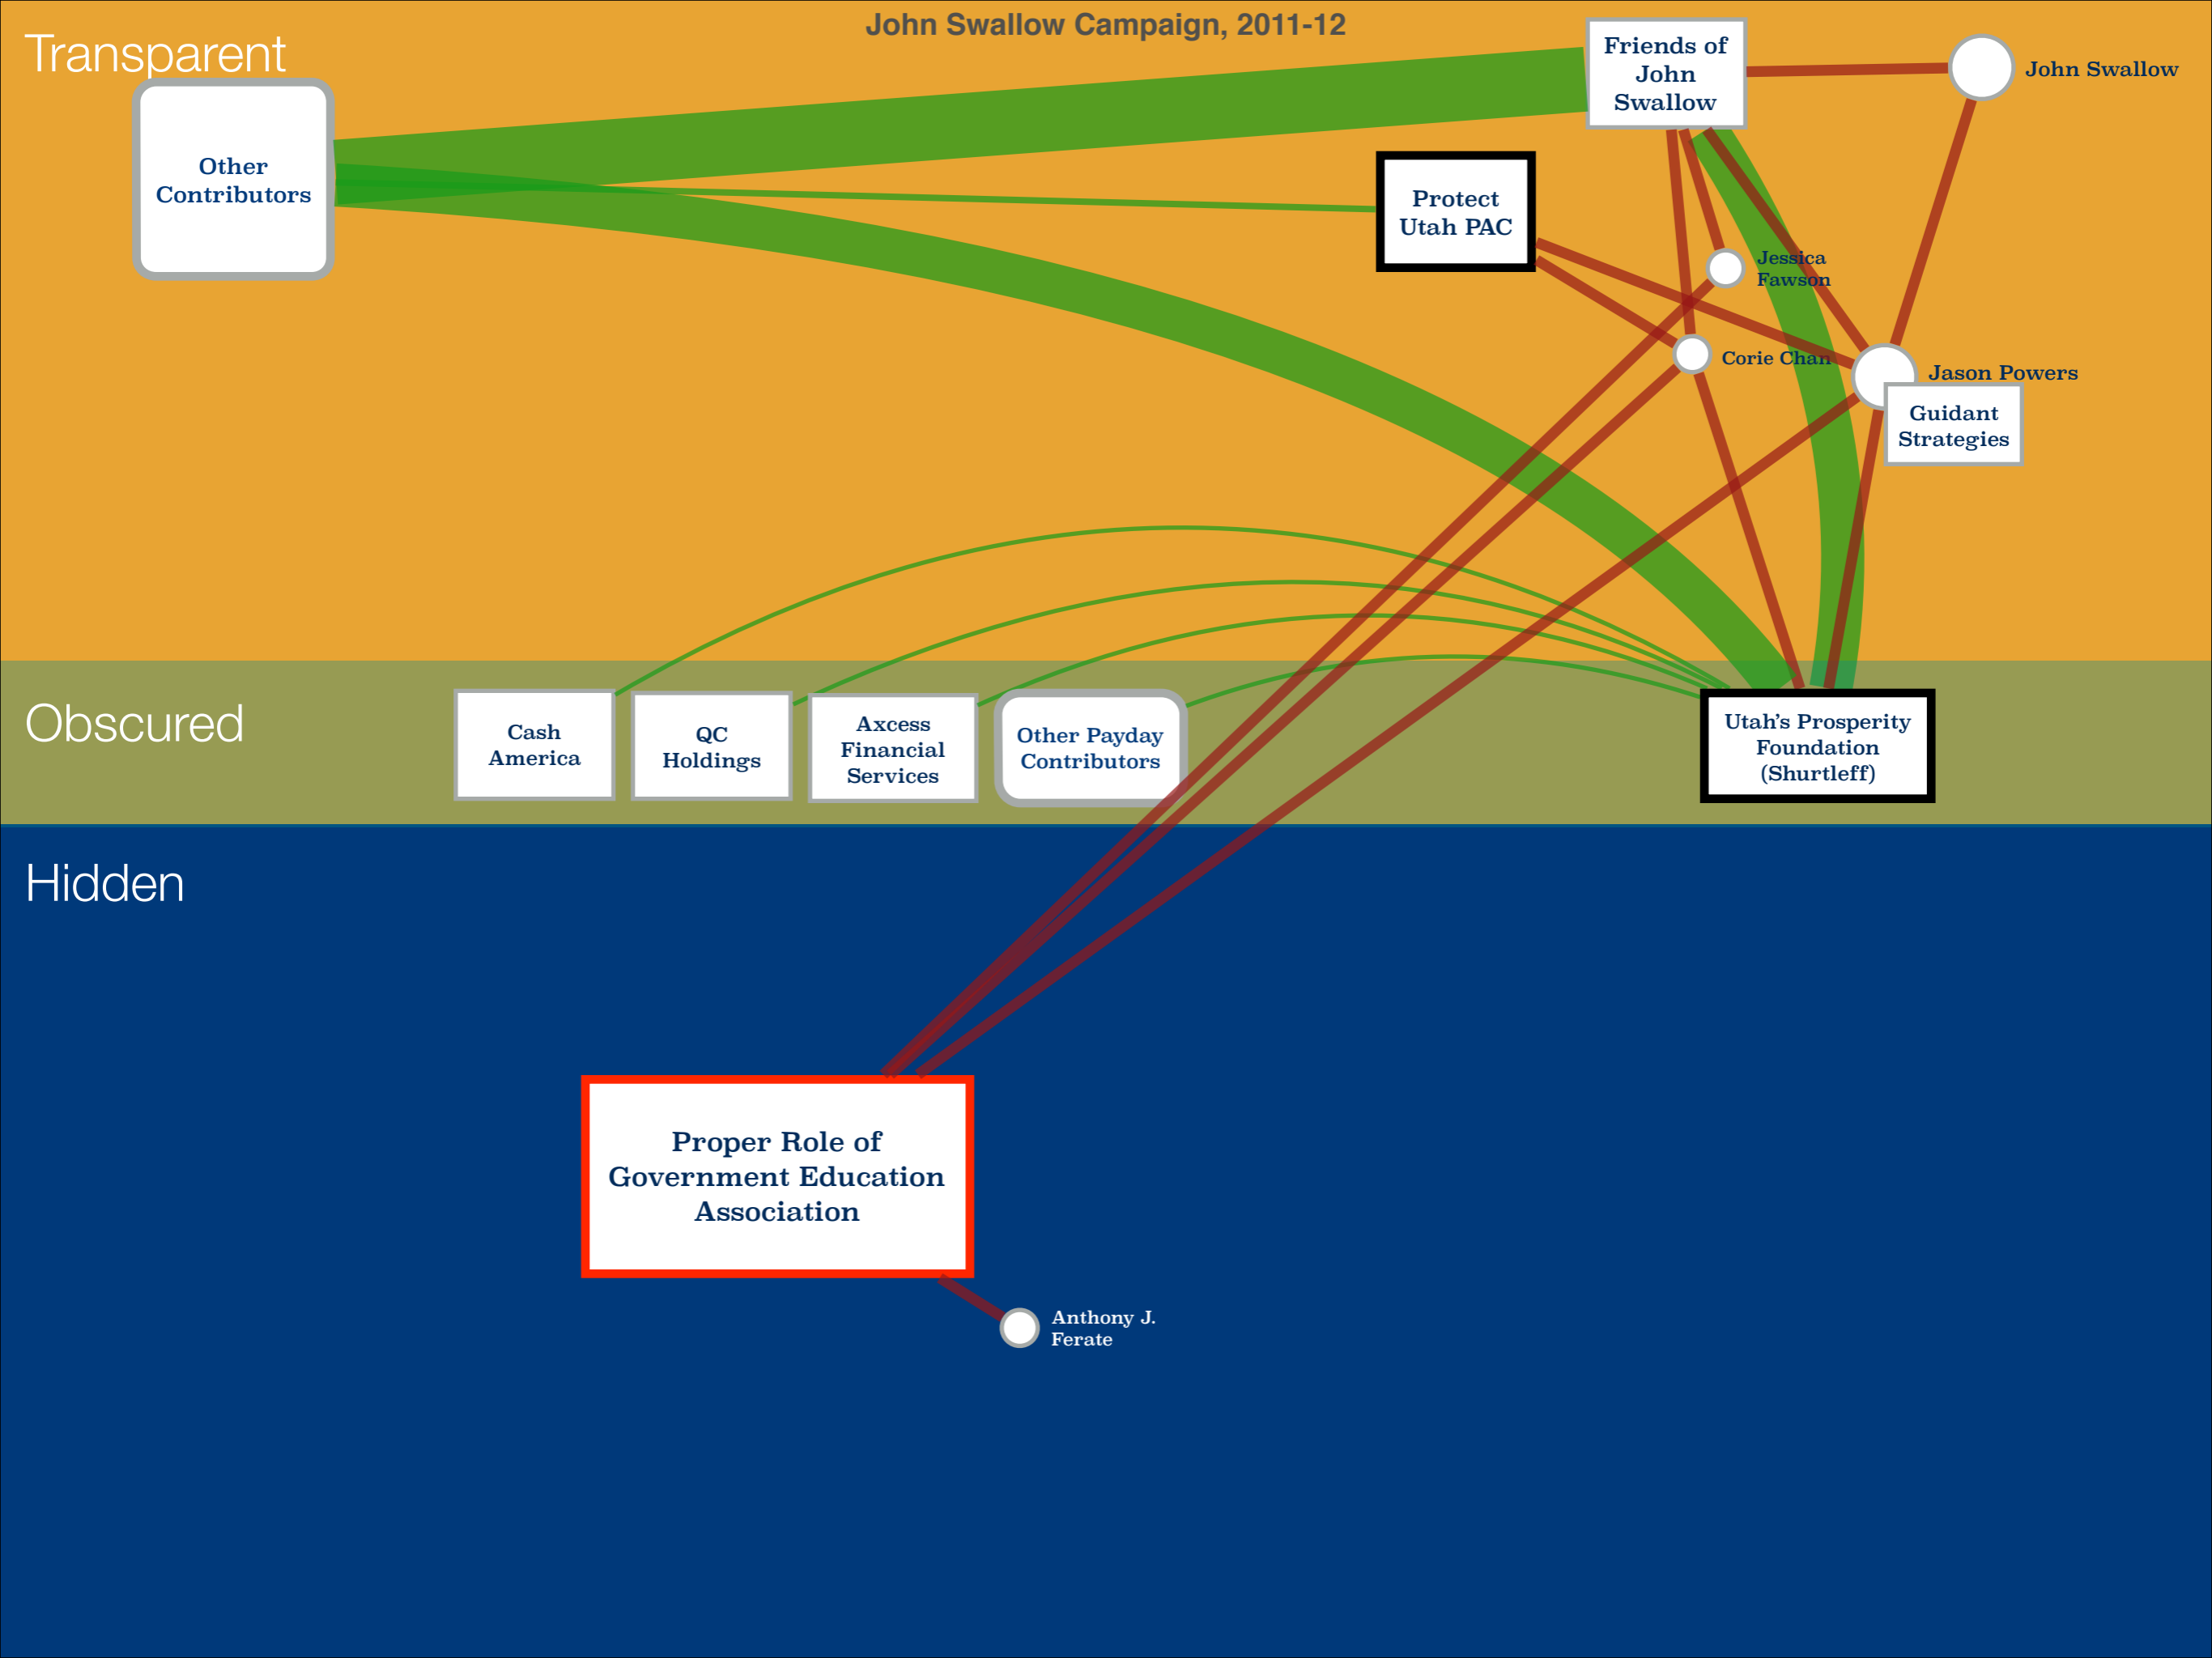 John Swallow Campaign, 2011-12
Transparent
Friends of
John
Swallow
John Swallow
Other
Contributors
Protect
Utah PAC
Jessica
Fawson
Corie Chan
Jason Powers
Guidant
Strategies
Obscured
Cash
America
QC
Holdings
Axcess
Financial
Services
Other Payday
Contributors
Utah's Prosperity
Foundation
(Shurtleff)
Hidden
Proper Role of
Government Education
Association
Anthony J.
Ferate